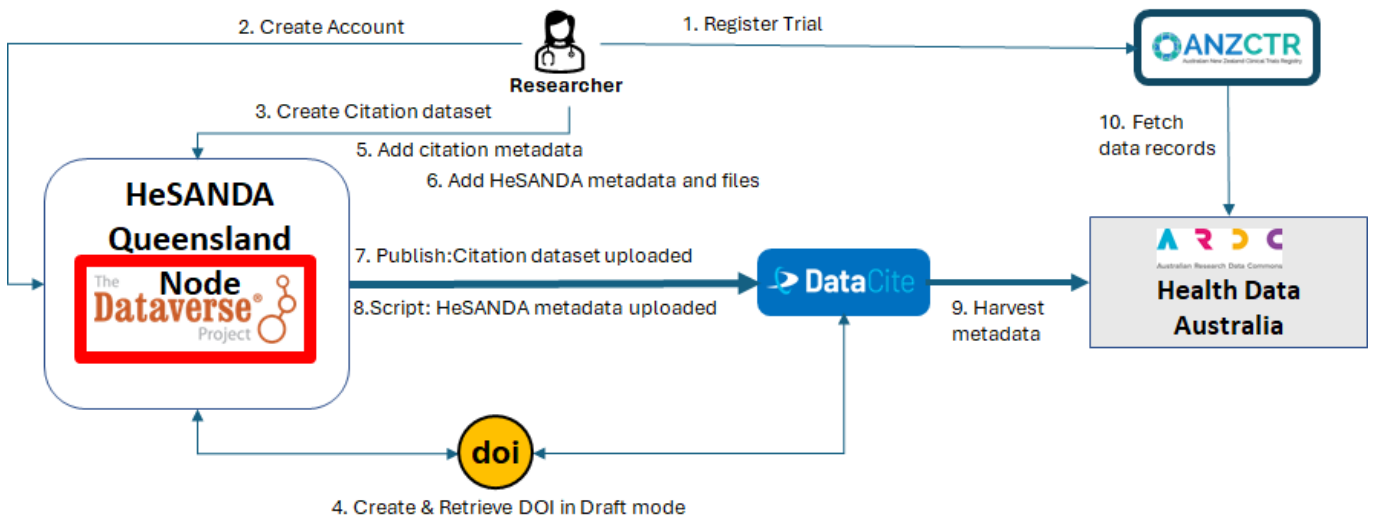 2. Create Account
1. Register Trial
ANZCTR
Australian New Zealand Clinical Trials Registry
Researcher
3. Create Citation dataset
10. Fetch
data records
5. Add citation metadata
6. Add HeSANDA metadata and files
HeSANDA
Queensland
Node
The
Dataverse®
Project
7. Publish:Citation dataset uploaded
8.Script: HeSANDA metadata uploaded
DataCite
9. Harvest
metadata
ARDC
Australian Research Data Commons
Health Data
Australia
doi
4. Create & Retrieve DOI in Draft mode